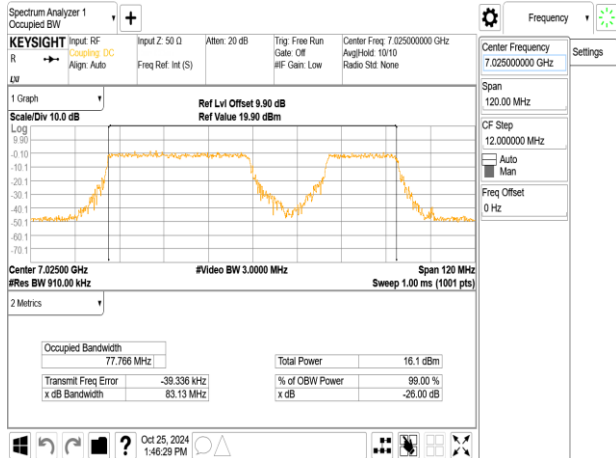 Spectrum Analyzer 1
Occupied BW
+
Frequency
KEYSIGHT
R
LXI
Input: RF
Coupling: DC
Align: Auto
Input Z: 50 Ω
Freq Ref: Int (S)
Atten: 20 dB
Trig: Free Run
Gate: Off
#IF Gain: Low
Center Freq: 7.025000000 GHz
Avg|Hold: 10/10
Radio Std: None
Center Frequency
7.025000000 GHz
Settings
Span
120.00 MHz
CF Step
12.000000 MHz
Auto
Man
Freq Offset
0 Hz
1 Graph
Scale/Div 10.0 dB
Ref Lvl Offset 9.90 dB
Ref Value 19.90 dBm
Log
9.90
-0.10
-10.1
-20.1
-30.1
-40.1
-50.1
-60.1
-70.1
Center 7.02500 GHz
#Res BW 910.00 kHz
#Video BW 3.0000 MHz
Span 120 MHz
Sweep 1.00 ms (1001 pts)
2 Metrics
Occupied Bandwidth
77.766 MHz
Total Power
16.1 dBm
Transmit Freq Error
-39.336 kHz
% of OBW Power
99.00 %
x dB Bandwidth
83.13 MHz
x dB
-26.00 dB
?
Oct 25, 2024
1:46:29 PM